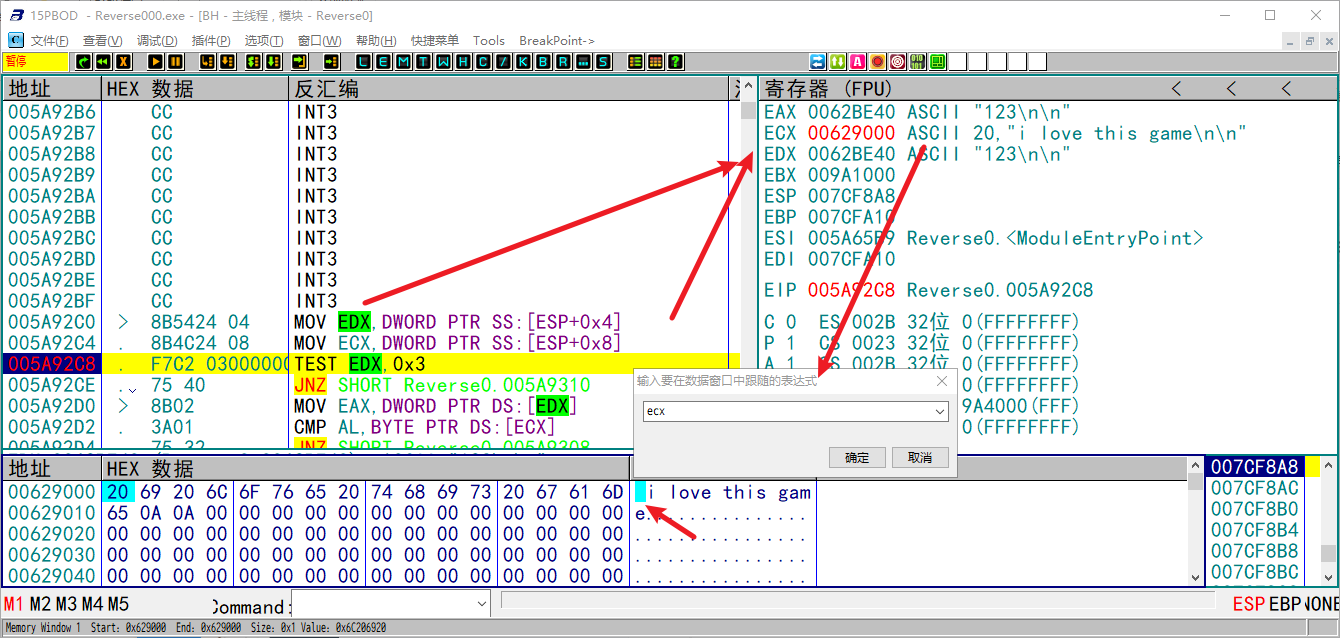 15PBOD - Reverse000.exe - [BH - 主线程，模块 - Reverse0]
文件(F) 查看(V) 调试(D) 插件(P) 选项(T) 窗口(W) 帮助(H) 快捷菜单 Tools BreakPoint->
暂停 L E M T W H C / K B R ... S ?
地址 HEX 数据 反汇编
005A92B6 CC INT3
005A92B7 CC INT3
005A92B8 CC INT3
005A92B9 CC INT3
005A92BA CC INT3
005A92BB CC INT3
005A92BC CC INT3
005A92BD CC INT3
005A92BE CC INT3
005A92BF CC INT3
005A92C0 > 8B5424 04 MOV EDX,DWORD PTR SS:[ESP+0x4]
005A92C4 . 8B4C24 08 MOV ECX,DWORD PTR SS:[ESP+0x8]
005A92C8 . F7C2 03000000 TEST EDX,0x3
005A92CE . 75 40 JNZ SHORT Reverse0.005A9310
005A92D0 > 8B02 MOV EAX,DWORD PTR DS:[EDX]
005A92D2 . 3A01 CMP AL,BYTE PTR DS:[ECX]
005A92D4 . 75 32 JNZ SHORT Reverse0.005A9308
寄存器 (FPU) < < <
EAX 0062BE40 ASCII "123\n\n"
ECX 00629000 ASCII 20,"i love this game\n\n"
EDX 0062BE40 ASCII "123\n\n"
EBX 009A1000
ESP 007CF8A8
EBP 007CFA10
ESI 005A65B9 Reverse0.<ModuleEntryPoint>
EDI 007CFA10
EIP 005A92C8 Reverse0.005A92C8
C 0 ES 002B 32位 0(FFFFFFFF)
P 1 CS 0023 32位 0(FFFFFFFF)
A 1 SS 002B 32位 0(FFFFFFFF)
(FFFFFFFF)
9A4000(FFF)
0(FFFFFFFF)
输入要在数据窗口中跟随的表达式
ecx
确定 取消
地址 HEX 数据
00629000 20 69 20 6C 6F 76 65 20 74 68 69 73 20 67 61 6D i love this gam
00629010 65 0A 0A 00 00 00 00 00 00 00 00 00 00 00 00 00 e...............
00629020 00 00 00 00 00 00 00 00 00 00 00 00 00 00 00 00 ................
00629030 00 00 00 00 00 00 00 00 00 00 00 00 00 00 00 00 ................
00629040 00 00 00 00 00 00 00 00 00 00 00 00 00 00 00 00 ................
007CF8A8
007CF8AC
007CF8B0
007CF8B4
007CF8B8
007CF8BC
M1 M2 M3 M4 M5 Command: ESP EBP NONE
Memory Window 1 Start: 0x629000 End: 0x629000 Size: 0x1 Value: 0x6C206920